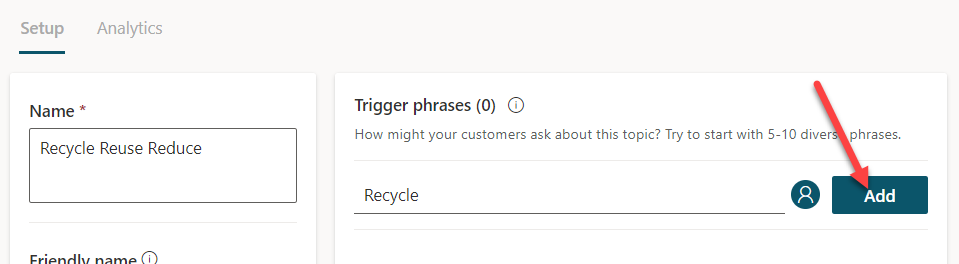 Setup Analytics
Name *
Recycle Reuse Reduce
Friendly name
Trigger phrases (0)
How might your customers ask about this topic? Try to start with 5-10 diverse phrases.
Recycle
Add